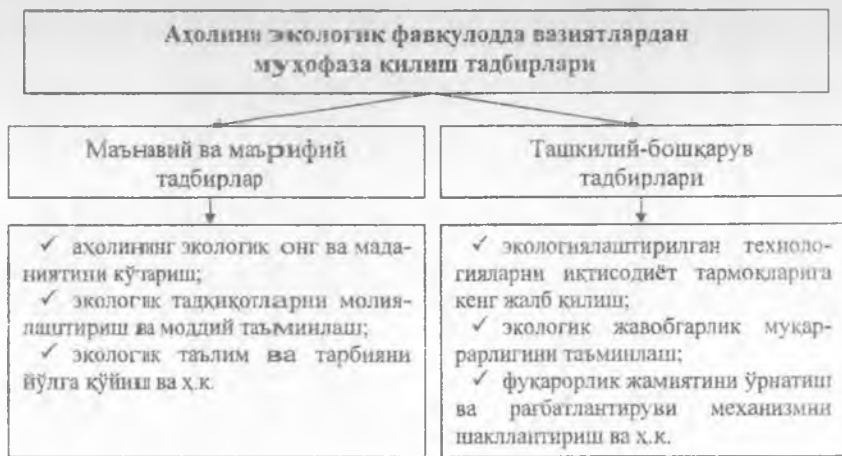 Аҳолини экологик фавқулодда вазиятлардан
муҳофаза қилиш тадбирлари
Маънавий ва маърифий
тадбирлар
✓ аҳолининг экологик онг ва мада-
ниятини кўтариш;
✓ экологик тадқиқотларни молия-
лаштириш ва моддий таъминлаш;
✓ экологик таълим ва тарбияни
йўлга қўйиш ва ҳ.к.
Ташкилий-бошқарув
тадбирлари
✓ экологиялаштирилган техноло-
гияларни иқтисодиёт тармоқларига
кенг жалб қилиш;
✓ экологик жавобгарлик муқар-
рарлигини таъминлаш;
✓ фуқарорлик жамиятини ўрнатиш
ва рағбатлантируви механизмни
шакллантириш ва ҳ.к.